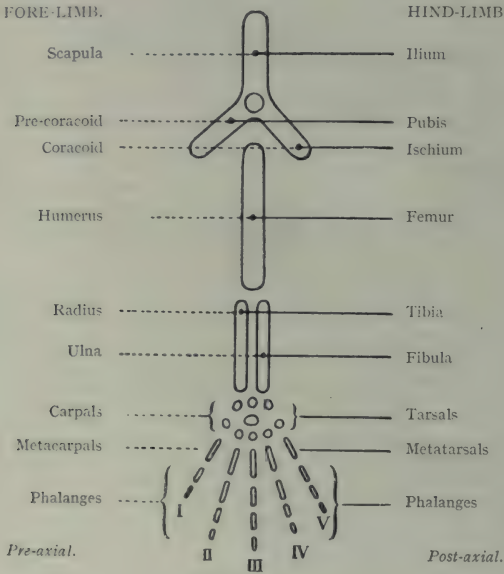 FORE-LIMB. HIND-LIMB
Scapula Ilium
Pre-coracoid Pubis
Coracoid Ischium
Humerus Femur
Radius Tibia
Ulna Fibula
Carpals Tarsals
Metacarpals Metatarsals
Phalanges Phalanges
I V
II IV
III
Pre-axial. Post-axial.